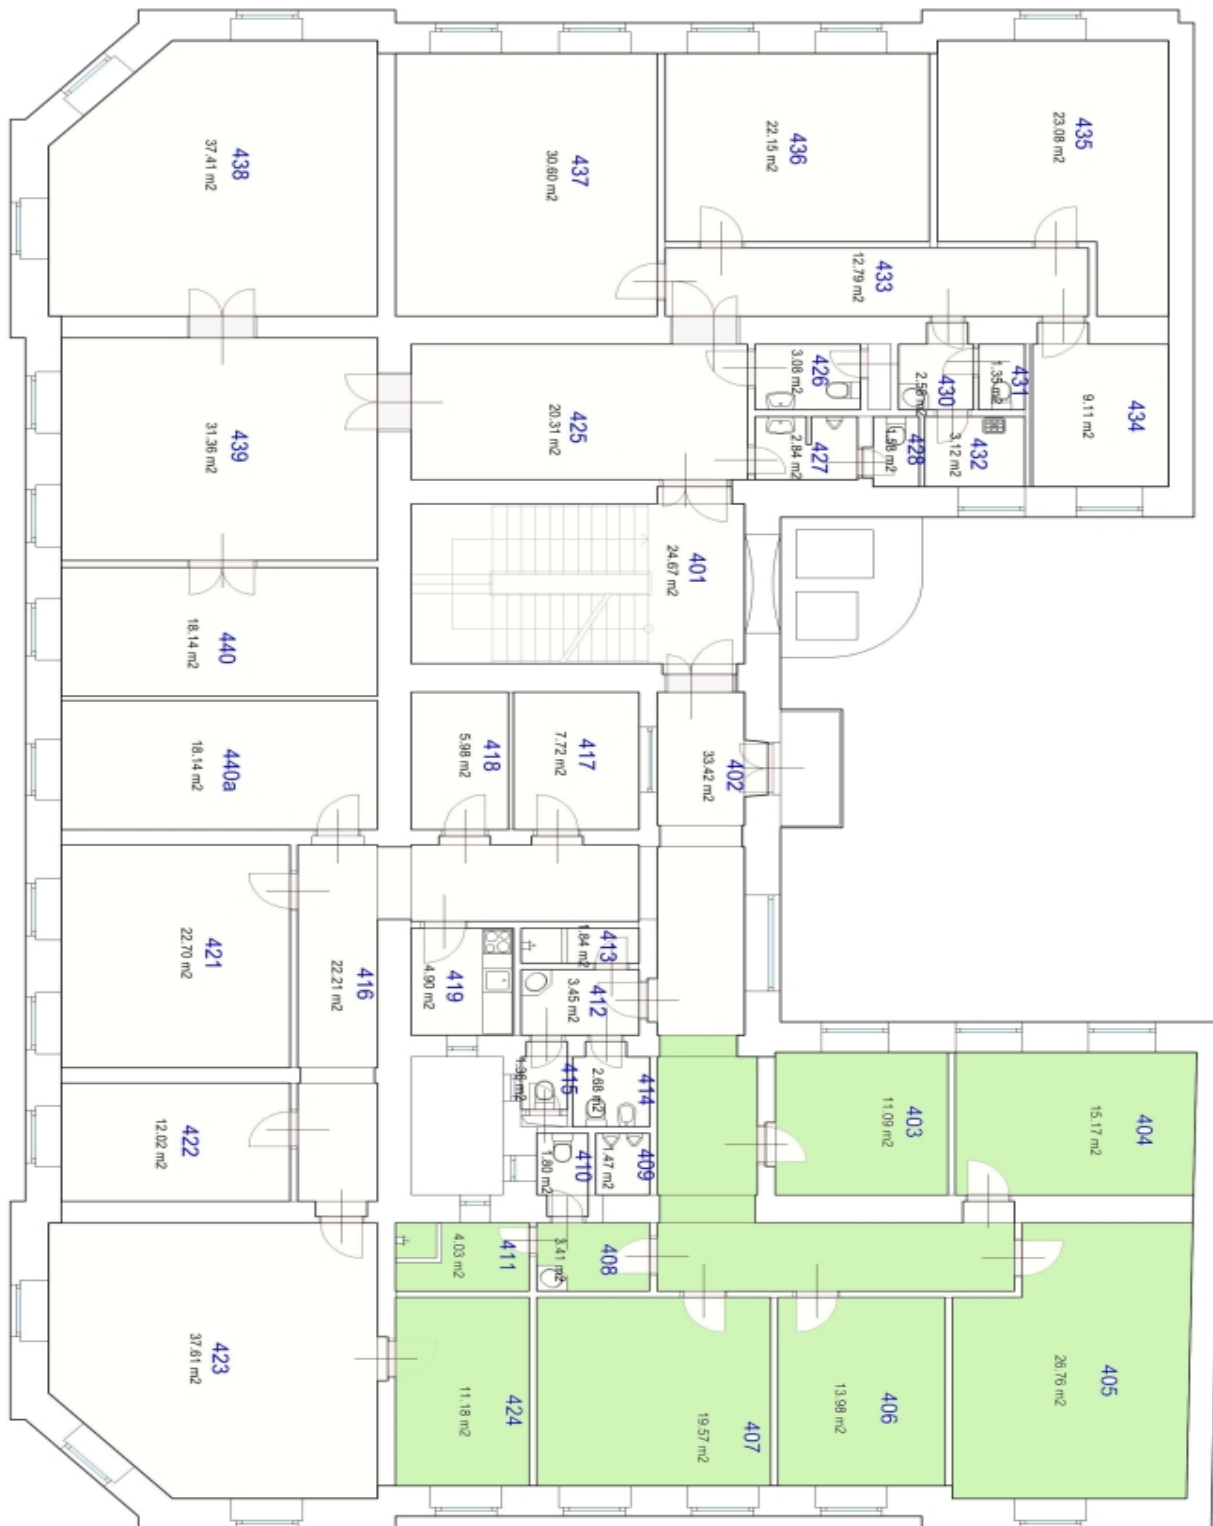 438
37.41 m2
437
30.60 m2
436
22.15 m2
435
23.08 m2
433
12.79 m2
439
31.36 m2
425
20.31 m2
426
3.08 m2
430
2.58 m2
431
1.35 m2
434
9.11 m2
427
2.84 m2
428
1.58 m2
432
3.12 m2
401
24.67 m2
440
18.14 m2
440a
18.14 m2
418
5.98 m2
417
7.72 m2
402
33.42 m2
421
22.70 m2
416
22.21 m2
419
4.90 m2
413
1.84 m2
412
3.45 m2
415
1.36 m2
414
2.68 m2
403
11.09 m2
404
15.17 m2
422
12.02 m2
410
1.80 m2
409
1.47 m2
411
4.03 m2
408
3.41 m2
423
37.61 m2
424
11.18 m2
407
19.57 m2
406
13.98 m2
405
26.76 m2